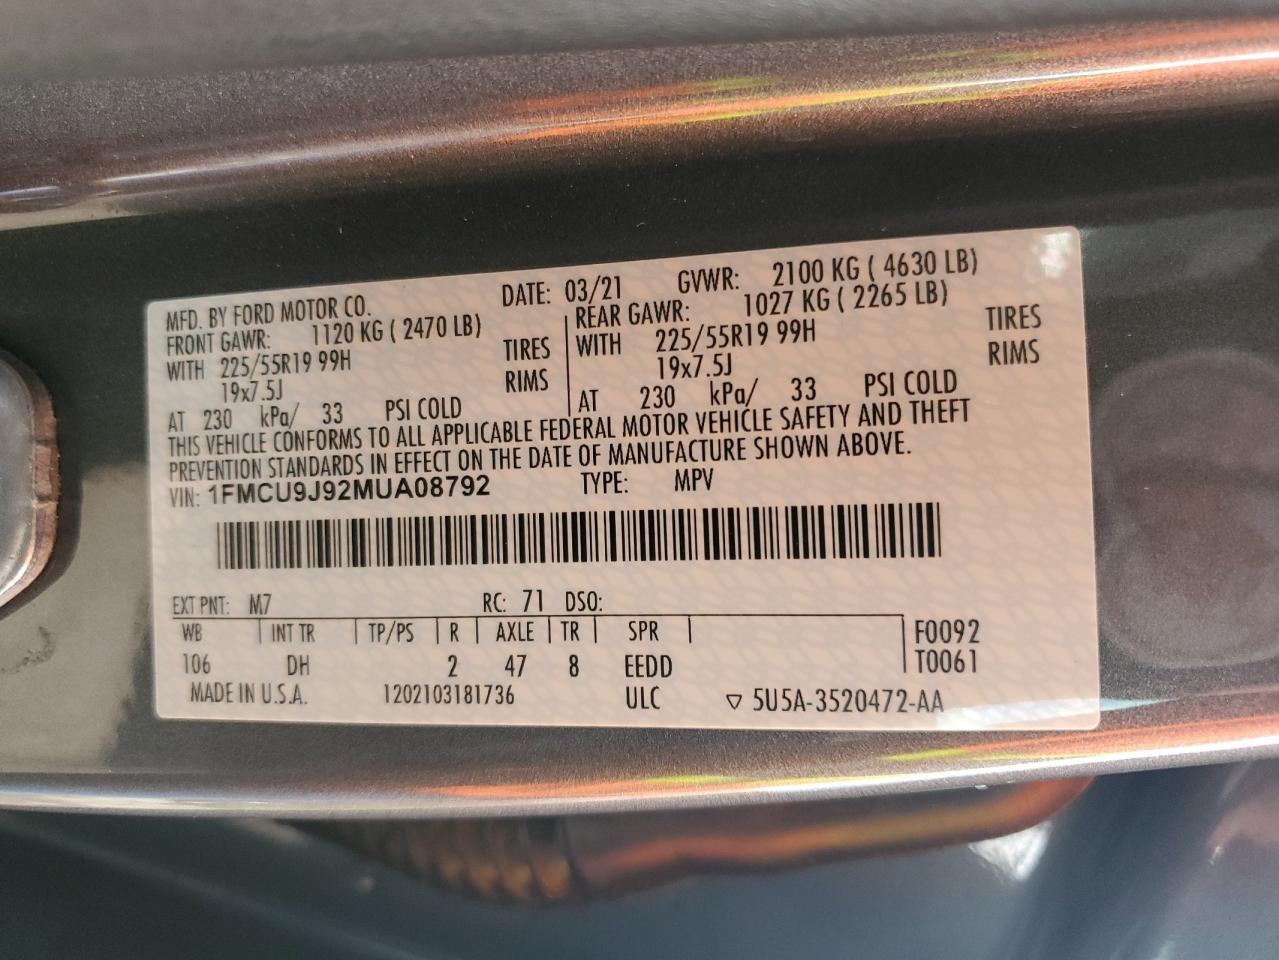 MFD. BY FORD MOTOR CO. DATE: 03/21 GVWR: 2100 KG ( 4630 LB)
FRONT GAWR: 1120 KG ( 2470 LB) REAR GAWR: 1027 KG ( 2265 LB)
WITH 225/55R19 99H TIRES WITH 225/55R19 99H TIRES
19x7.5J RIMS 19x7.5J RIMS
AT 230 kPa/ 33 PSI COLD AT 230 kPa/ 33 PSI COLD
THIS VEHICLE CONFORMS TO ALL APPLICABLE FEDERAL MOTOR VEHICLE SAFETY AND THEFT
PREVENTION STANDARDS IN EFFECT ON THE DATE OF MANUFACTURE SHOWN ABOVE.
VIN: 1FMCU9J92MUA08792 TYPE: MPV
EXT PNT: M7 RC: 71 DSO:
WB INT TR TP/PS R AXLE TR SPR F0092
106 DH 2 47 8 EEDD T0061
MADE IN U.S.A. 1202103181736 ULC ▽ 5U5A-3520472-AA